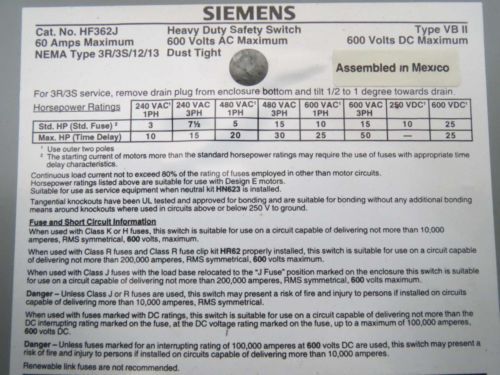 SIEMENS
Cat. No. HF362J Heavy Duty Safety Switch Type VB II
60 Amps Maximum 600 Volts AC Maximum 600 Volts DC Maximum
NEMA Type 3R/3S/12/13 Dust Tight
Assembled in Mexico
For 3R/3S service, remove drain plug from enclosure bottom and tilt 1/2 to 1 degree towards drain.
Horsepower Ratings 240 VAC¹ 1PH 240 VAC 3PH 480 VAC¹ 1PH 480 VAC 3PH 600 VAC¹ 1PH 600 VAC 3PH 250 VDC¹ 600 VDC¹
Std. HP (Std. Fuse) ² 3 7½ 5 15 10 15 10 25
Max. HP (Time Delay) 10 15 20 30 25 50 — 25
¹ Use outer two poles
² The starting current of motors more than the standard horsepower ratings may require the use of fuses with appropriate time
delay characteristics.
Continuous load current not to exceed 80% of the rating of fuses employed in other than motor circuits.
Horsepower ratings listed above are suitable for use with Design E motors.
Suitable for use as service equipment when neutral kit HN623 is installed.
Tangential knockouts have been UL tested and approved for bonding and are suitable for bonding without any additional bonding
means around knockouts where used in circuits above or below 250 V to ground.
Fuse and Short Circuit Information
When used with Class K or H fuses, this switch is suitable for use on a circuit capable of delivering not more than 10,000
amperes, RMS symmetrical, 600 volts maximum.
When used with Class R fuses and Class R fuse clip kit HR62 properly installed, this switch is suitable for use on a circuit capable
of delivering not more than 200,000 amperes, RMS symmetrical, 600 volts maximum.
When used with Class J fuses with the load base relocated to the "J Fuse" position marked on the enclosure this switch is suitable
for use on a circuit capable of delivering not more than 200,000 amperes, RMS symmetrical, 600 volt maximum.
Danger – Unless Class J or R fuses are used, this switch may present a risk of fire and injury to persons if installed on circuits
capable of delivering more than 10,000 amperes, RMS symmetrical.
When used with fuses marked with DC ratings, this switch is suitable for use on a circuit capable of delivering not more than the
DC interrupting rating marked on the fuse, at the DC voltage rating marked on the fuse, up to a maximum of 100,000 amperes,
600 volts DC.
Danger – Unless fuses marked for an interrupting rating of 100,000 amperes at 600 volts DC are used, this switch may present a
risk of fire and injury to persons if installed on circuits capable of delivering more than 10,000 amperes.
Renewable link fuses are not recommended.